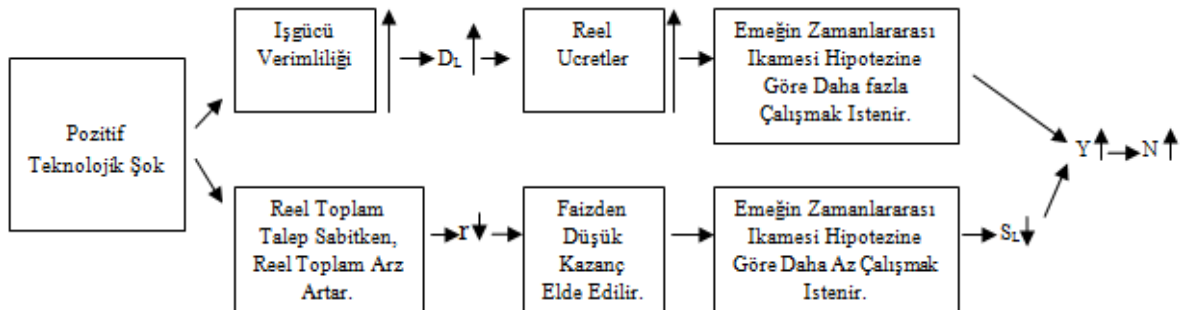 Pozitif
Teknolojik Şok
Işgücü
Verimliliği
D_L
Reel
Ucretler
Emeğin Zamanlararası
Ikamesi Hipotezine
Göre Daha fazla
Çalışmak Istenir.
Y
N
Reel Toplam
Talep Sabitken,
Reel Toplam Arz
Artar.
r
Faizden
Düşük
Kazanç
Elde Edilir.
Emeğin Zamanlararası
Ikamesi Hipotezine
Göre Daha Az Çalışmak
Istenir.
S_L